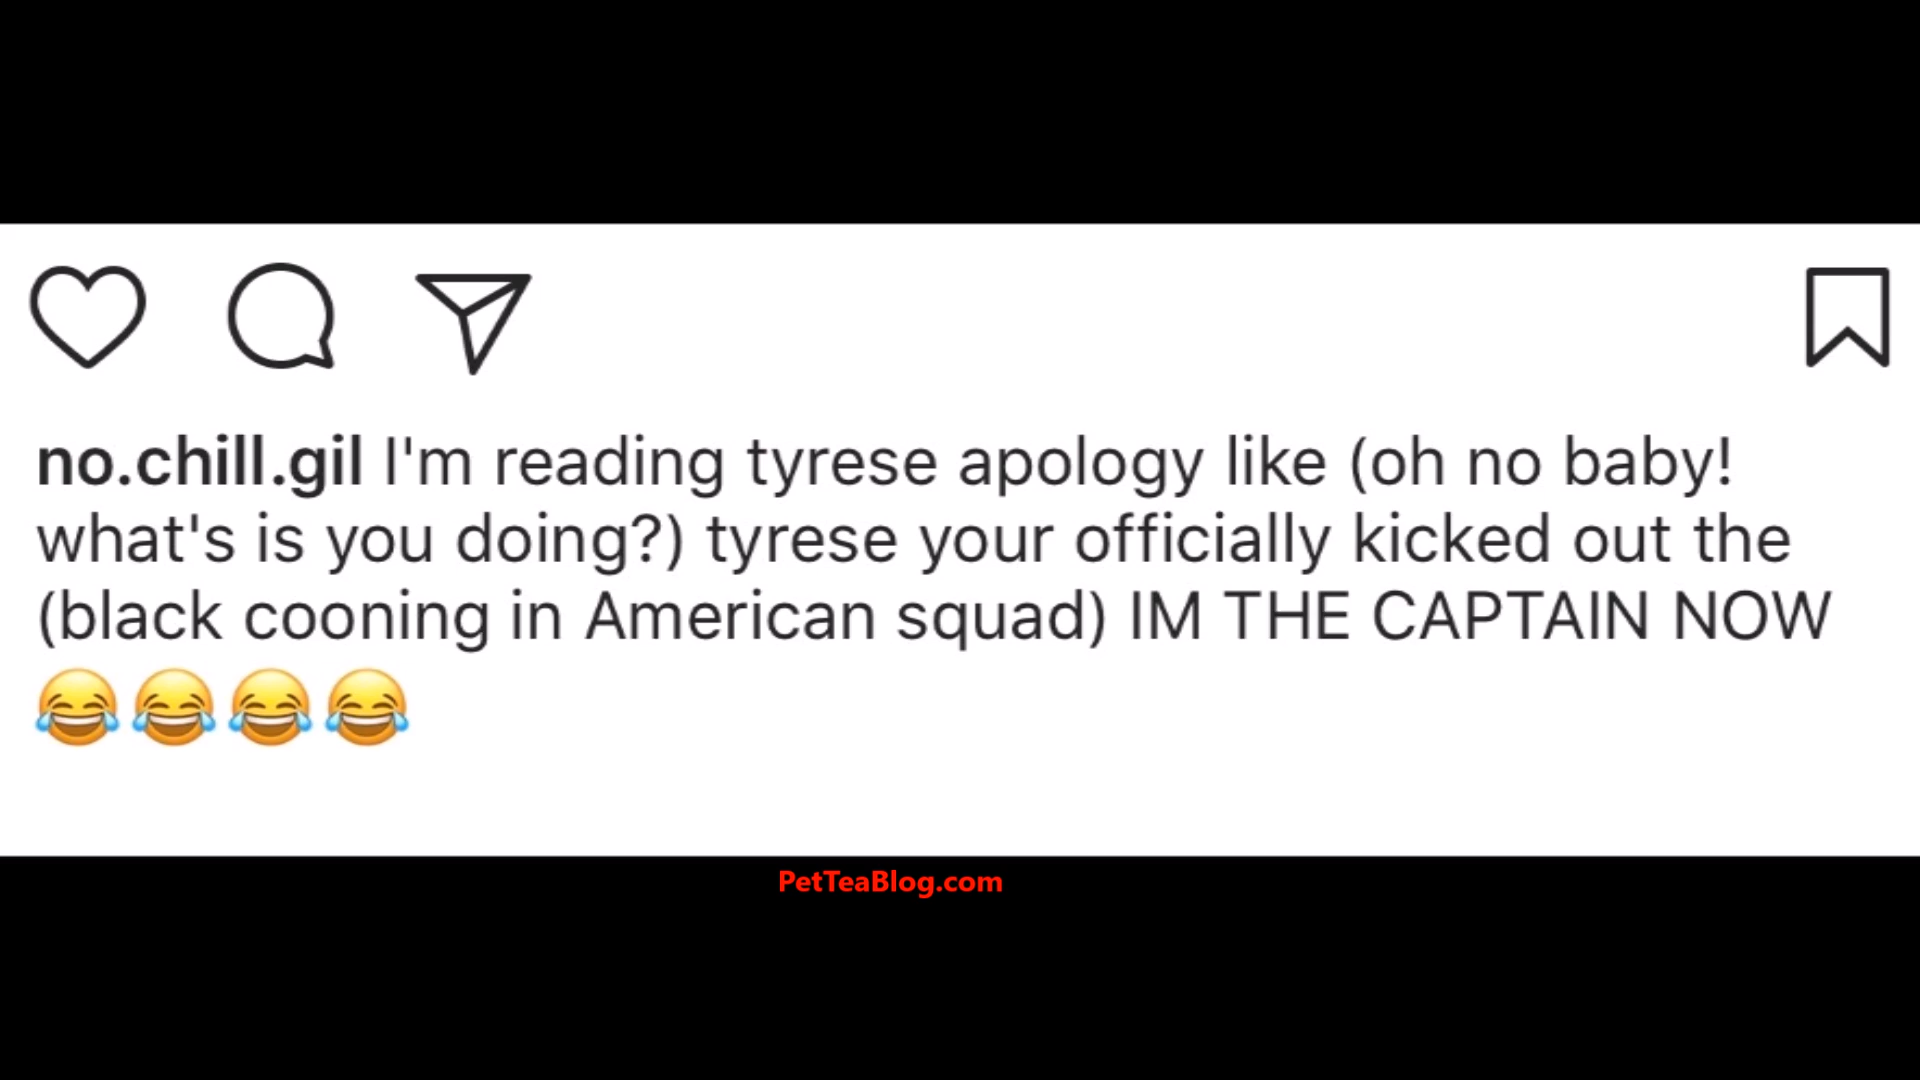 no.chill.gil I'm reading tyrese apology like (oh no baby!
what's is you doing?) tyrese your officially kicked out the
(black cooning in American squad) IM THE CAPTAIN NOW
😂😂😂😂
PetTeaBlog.com